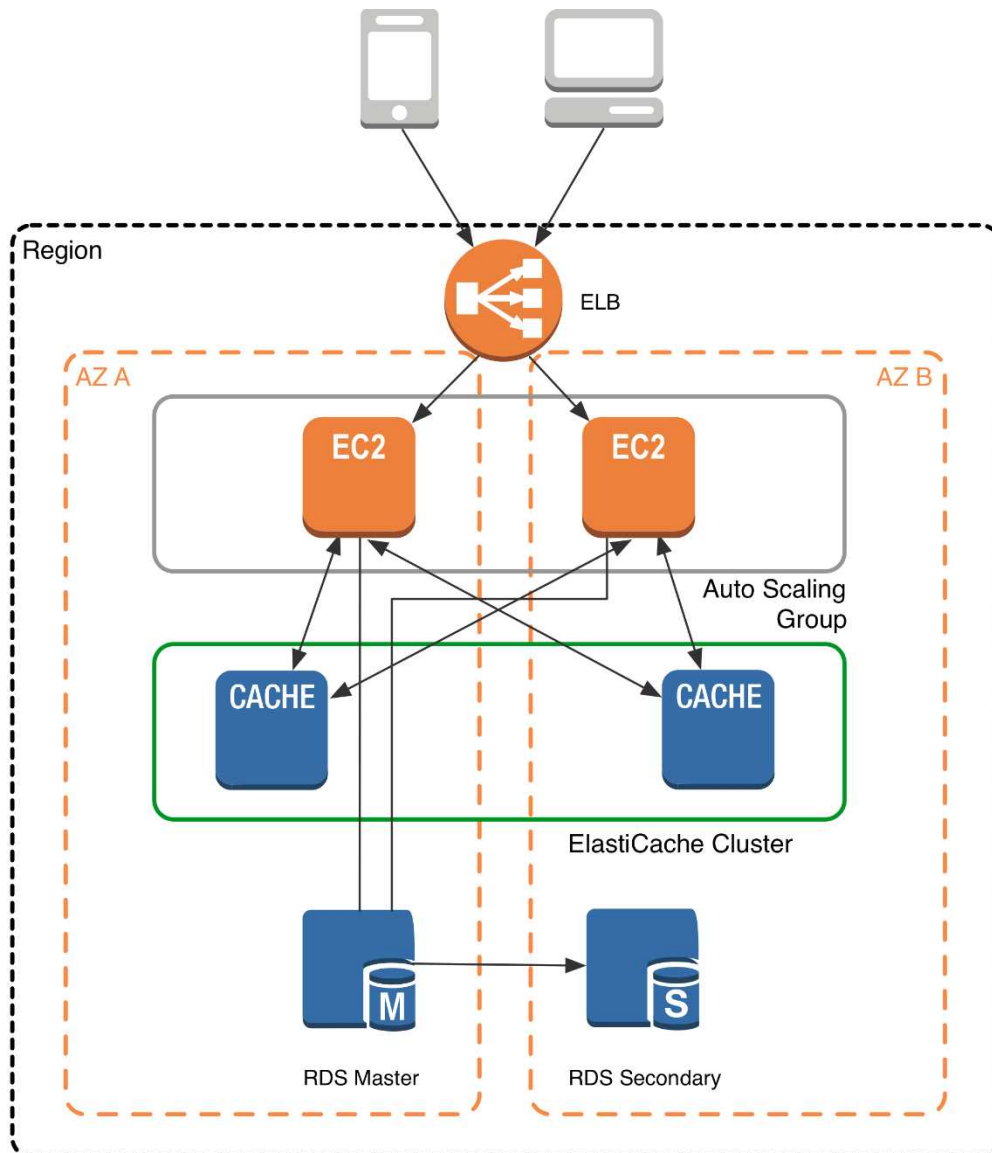 Region
ELB
AZ A
AZ B
EC2
EC2
Auto Scaling
Group
CACHE
CACHE
ElastiCache Cluster
M
S
RDS Master
RDS Secondary